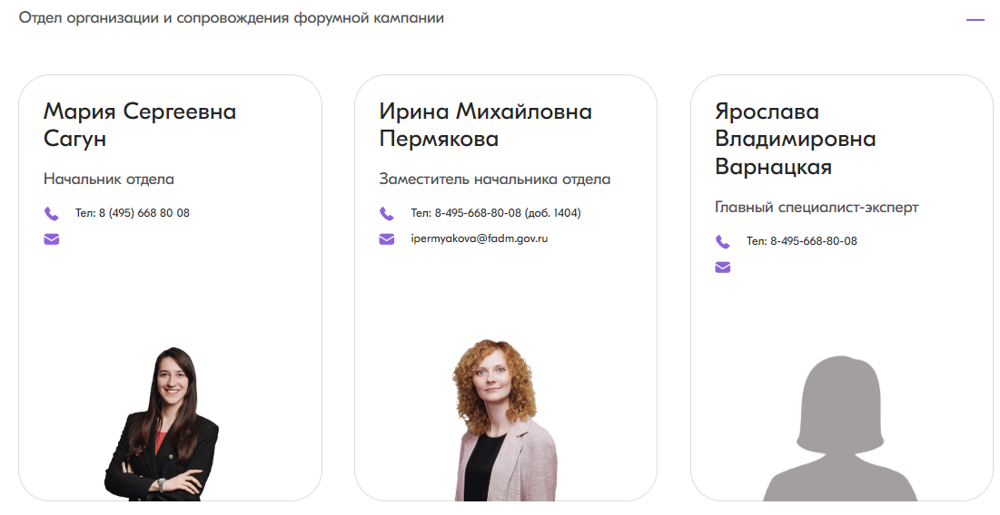 Отдел организации и сопровождения форумной кампании
Мария Сергеевна
Сагун
Начальник отдела
Тел: 8 (495) 668 80 08
Ирина Михайловна
Пермякова
Заместитель начальника отдела
Тел: 8-495-668-80-08 (доб. 1404)
ipermyakova@fadm.gov.ru
Ярослава
Владимировна
Варнацкая
Главный специалист-эксперт
Тел: 8-495-668-80-08